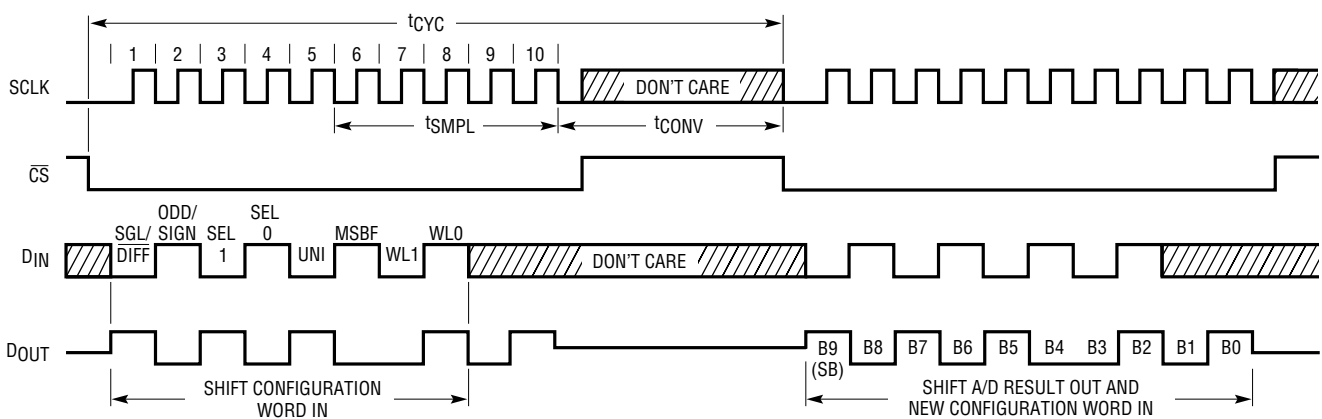 tCYC
1 2 3 4 5 6 7 8 9 10
SCLK
DON'T CARE
tSMPL
tCONV
CS
SGL/
DIFF
ODD/
SIGN
SEL
1
SEL
0
UNI
MSBF
WL1
WL0
DIN
DON'T CARE
DOUT
B9
(SB)
B8 B7 B6 B5 B4 B3 B2 B1 B0
SHIFT CONFIGURATION
WORD IN
SHIFT A/D RESULT OUT AND
NEW CONFIGURATION WORD IN